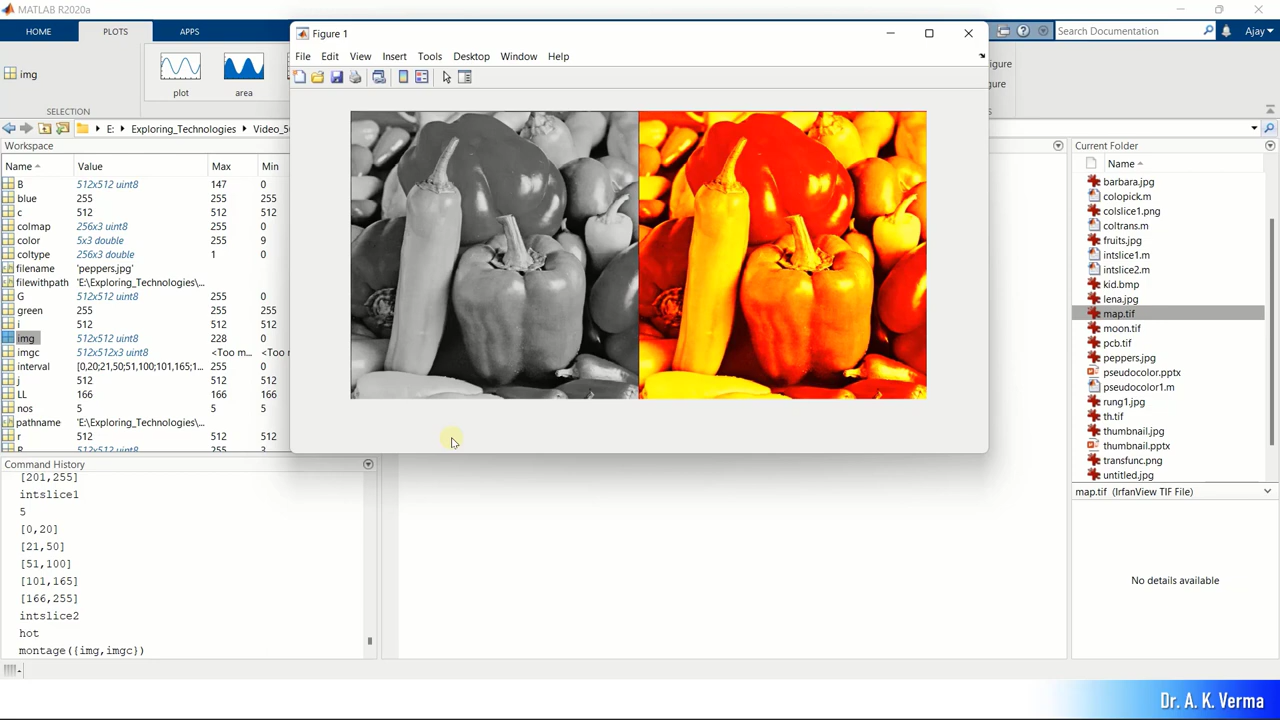 MATLAB R2020a
HOME
PLOTS
APPS
Search Documentation
Ajay
img
plot
area
igure
gure
SELECTION
Figure 1
File Edit View Insert Tools Desktop Window Help
E: Exploring_Technologies Video_5
Workspace
Name Value Max Min
B 512x512 uint8 147 0
blue 255 255 255
c 512 512 512
colmap 256x3 uint8 255 0
color 5x3 double 255 9
coltype 256x3 double 1 0
filename 'peppers.jpg'
filewithpath 'E:\Exploring_Technologies\...
G 512x512 uint8 255 0
green 255 255 255
i 512 512 512
img 512x512 uint8 228 0
imgc 512x512x3 uint8 <Too m... <Too r
interval [0,20;21,50;51,100;101,165;1... 255 0
j 512 512 512
LL 166 166 166
nos 5 5 5
pathname 'E:\Exploring_Technologies\...
r 512 512 512
R 512x512 uint8 255 3
Command History
[201,255]
intslice1
5
[0,20]
[21,50]
[51,100]
[101,165]
[166,255]
intslice2
hot
montage({img,imgc})
Current Folder
Name
barbara.jpg
colopick.m
colslice1.png
coltrans.m
fruits.jpg
intslice1.m
intslice2.m
kid.bmp
lena.jpg
map.tif
moon.tif
pcb.tif
peppers.jpg
pseudocolor.pptx
pseudocolor1.m
rung1.jpg
th.tif
thumbnail.jpg
thumbnail.pptx
transfunc.png
untitled.jpg
map.tif (IrfanView TIF File)
No details available
Dr. A. K. Verma